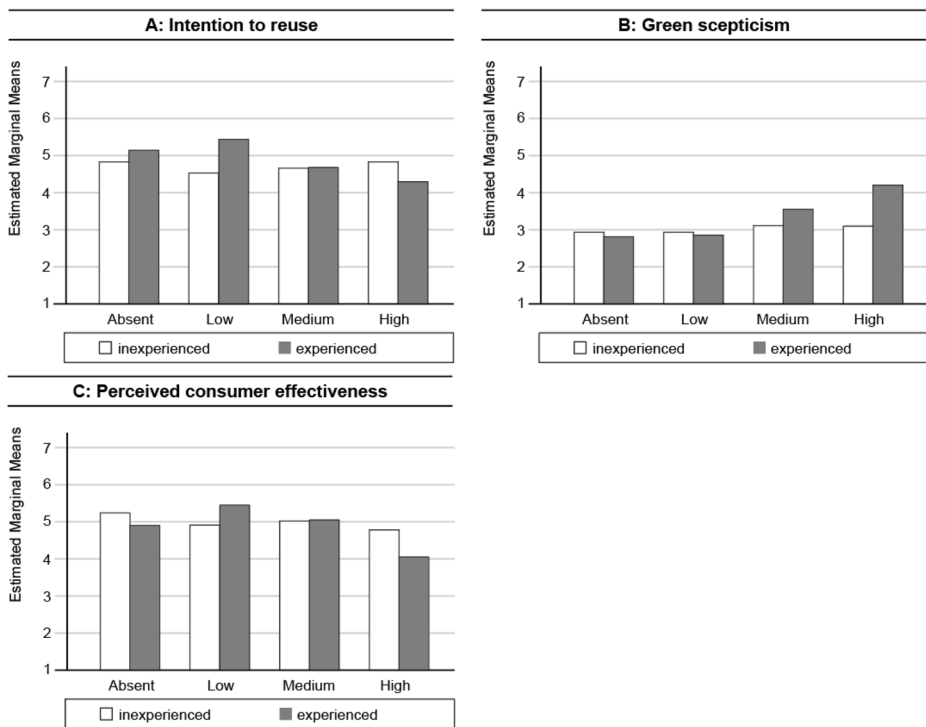 A: Intention to reuse
Estimated Marginal Means
7
6
5
4
3
2
1
Absent Low Medium High
inexperienced experienced
B: Green scepticism
Estimated Marginal Means
7
6
5
4
3
2
1
Absent Low Medium High
inexperienced experienced
C: Perceived consumer effectiveness
Estimated Marginal Means
7
6
5
4
3
2
1
Absent Low Medium High
inexperienced experienced